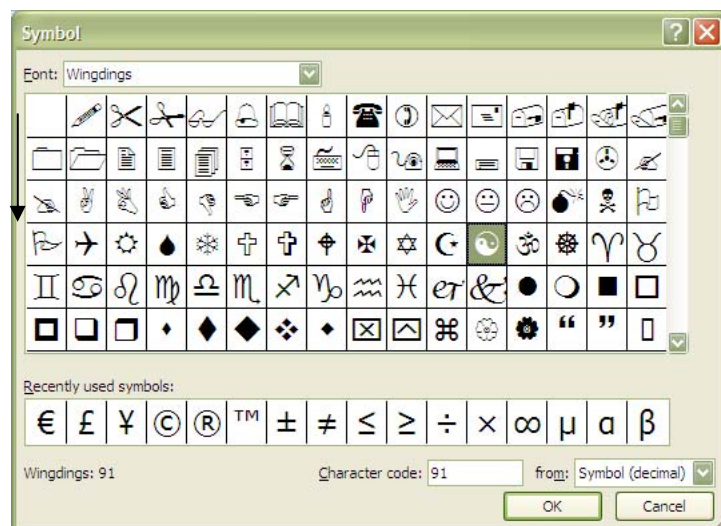 Symbol
Font: Wingdings
Recently used symbols:
€ £ ¥ © ® ™ ± ≠ ≤ ≥ ÷ × ∞ µ α β
Wingdings: 91 Character code: 91 from: Symbol (decimal)
OK Cancel